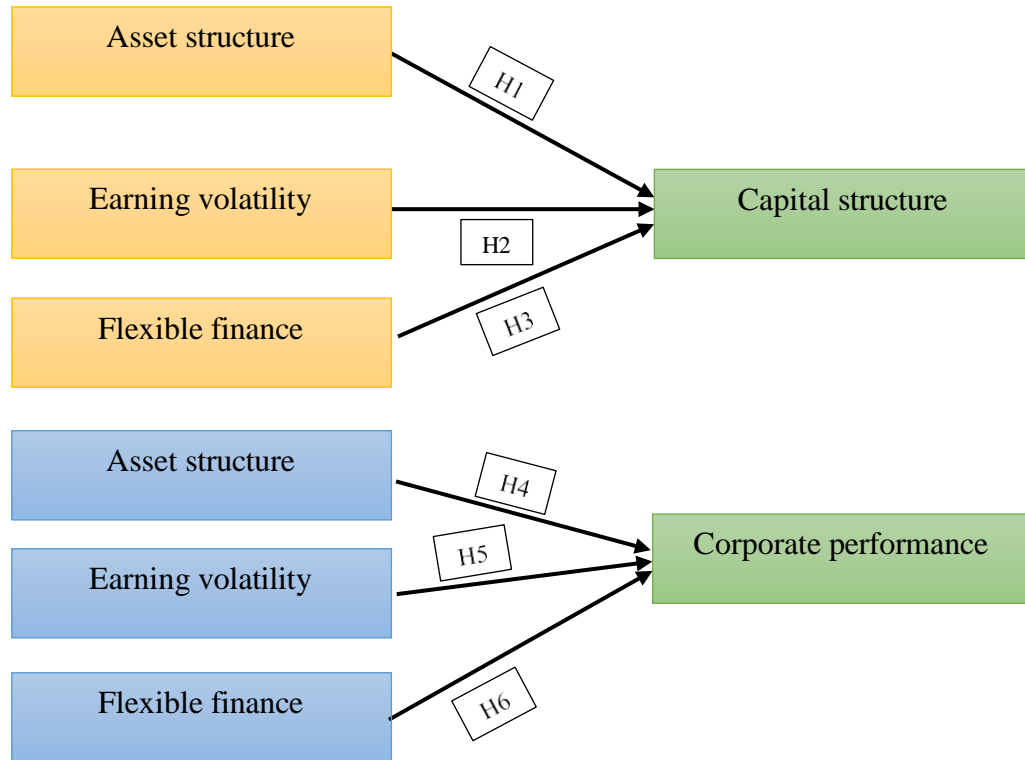 Asset structure
H1
Earning volatility
Capital structure
H2
Flexible finance
H3
Asset structure
H4
Corporate performance
H5
Earning volatility
Flexible finance
H6